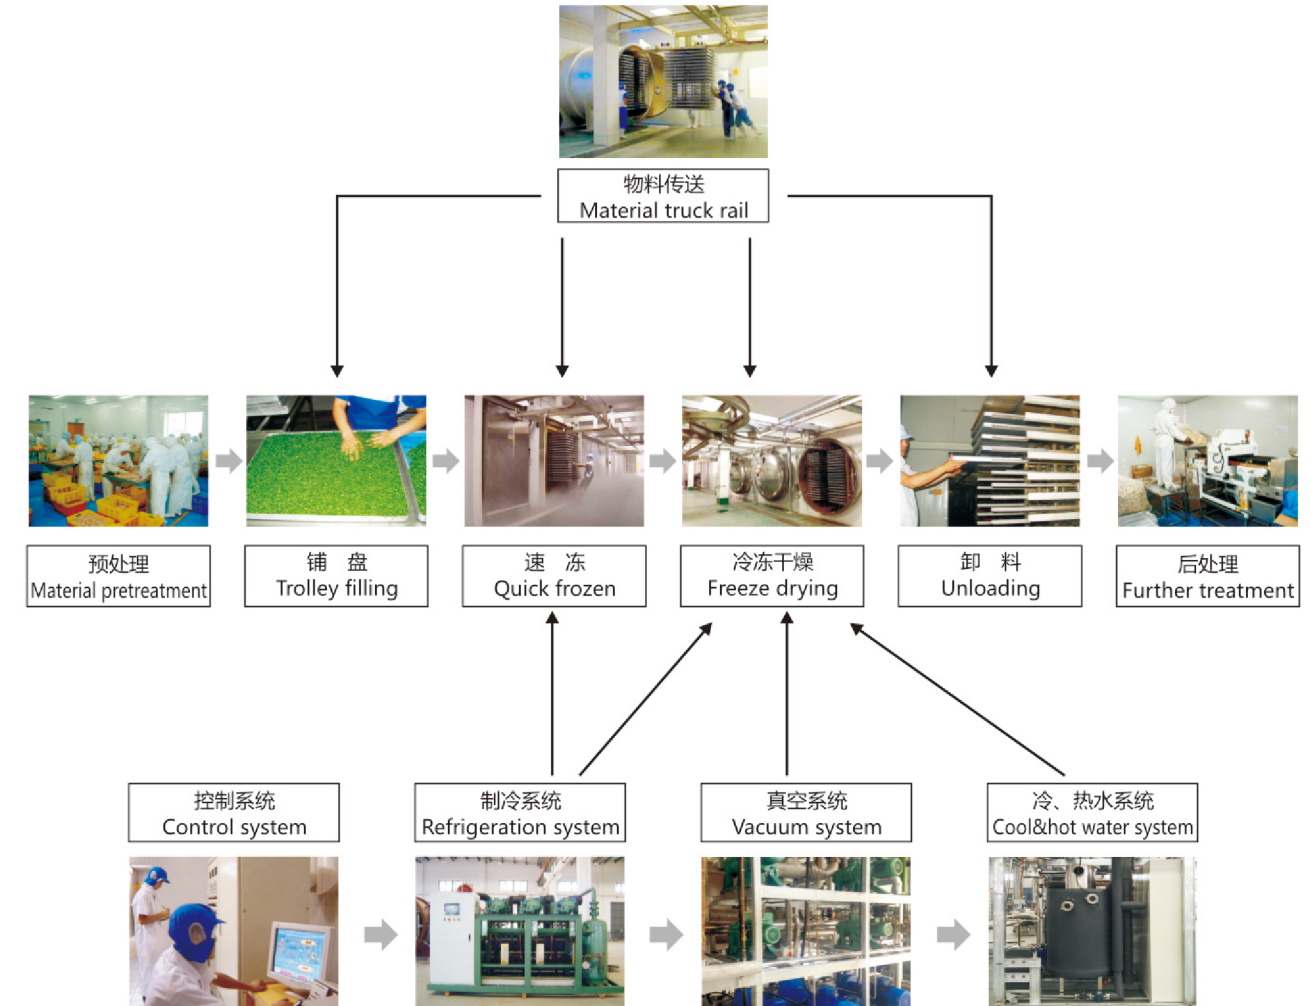 物料传送
Material truck rail
预处理
Material pretreatment
铺 盘
Trolley filling
速 冻
Quick frozen
冷冻干燥
Freeze drying
卸 料
Unloading
后处理
Further treatment
控制系统
Control system
制冷系统
Refrigeration system
真空系统
Vacuum system
冷、热水系统
Cool&hot water system